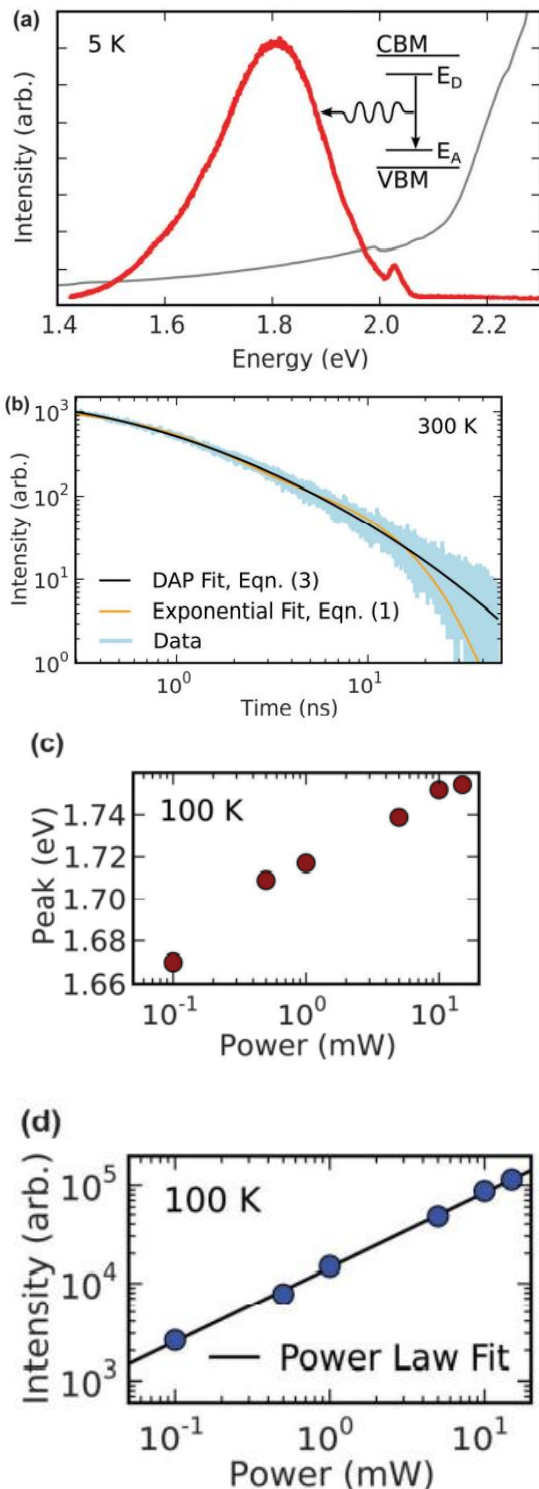 (a)
5 K
CBM
E_D
E_A
VBM
Intensity (arb.)
1.4 1.6 1.8 2.0 2.2
Energy (eV)
(b)
300 K
10^3
10^2
10^1
10^0
Intensity (arb.)
DAP Fit, Eqn. (3)
Exponential Fit, Eqn. (1)
Data
10^0 10^1
Time (ns)
(c)
100 K
1.74
1.72
1.70
1.68
1.66
Peak (eV)
10^-1 10^0 10^1
Power (mW)
(d)
100 K
10^5
10^4
10^3
Intensity (arb.)
Power Law Fit
10^-1 10^0 10^1
Power (mW)